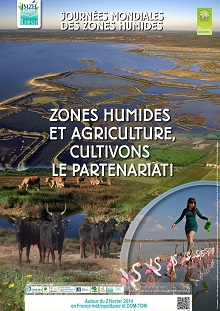 JMZH
JOURNÉES MONDIALES
DES ZONES HUMIDES
ZONES HUMIDES
ET AGRICULTURE,
CULTIVONS
LE PARTENARIAT!
Autour du 2 février 2014
en France métropolitaine et DOM-TOM